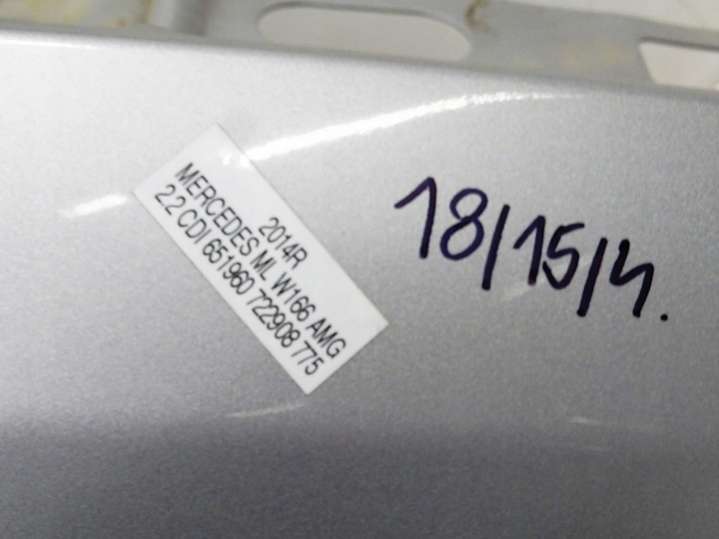 2014R
MERCEDES ML W166 AMG
2.2 CDI 651960 722908 775
18/15/4.